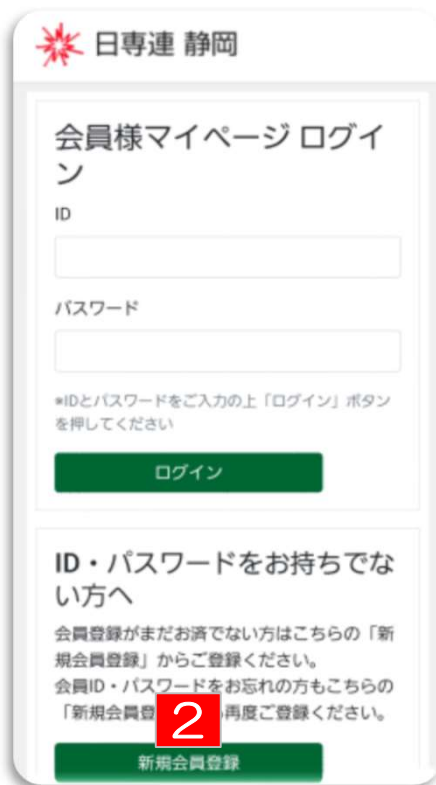 日専連 静岡
会員様マイページ ログイ
ン
ID
パスワード
*IDとパスワードをご入力の上「ログイン」ボタン
を押してください
ログイン
ID・パスワードをお持ちでな
い方へ
会員登録がまだお済でない方はこちらの「新
規会員登録」からご登録ください。
会員ID・パスワードをお忘れの方もこちらの
「新規会員登 再度ご登録ください。
2
新規会員登録